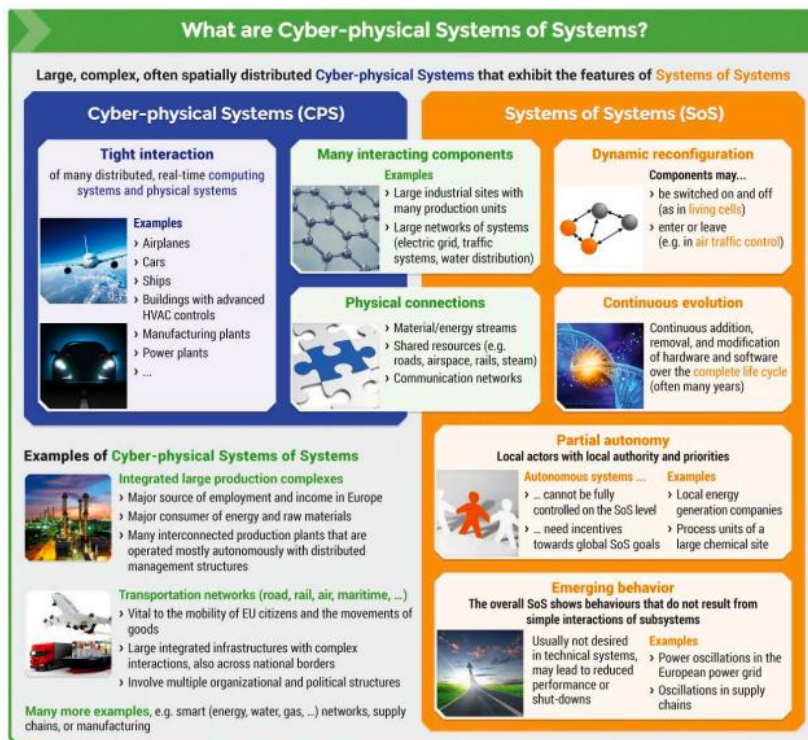 What are Cyber-physical Systems of Systems?
Large, complex, often spatially distributed Cyber-physical Systems that exhibit the features of Systems of Systems
Cyber-physical Systems (CPS)
Tight interaction
of many distributed, real-time computing
systems and physical systems
Examples
› Airplanes
› Cars
› Ships
› Buildings with advanced
HVAC controls
› Manufacturing plants
› Power plants
› ...
Many interacting components
Examples
› Large industrial sites with
many production units
› Large networks of systems
(electric grid, traffic
systems, water distribution)
Physical connections
› Material/energy streams
› Shared resources (e.g.
roads, airspace, rails, steam)
› Communication networks
Systems of Systems (SoS)
Dynamic reconfiguration
Components may...
› be switched on and off
(as in living cells)
› enter or leave
(e.g. in air traffic control)
Continuous evolution
Continuous addition,
removal, and modification
of hardware and software
over the complete life cycle
(often many years)
Partial autonomy
Local actors with local authority and priorities
Autonomous systems ...
› ... cannot be fully
controlled on the SoS level
› ... need incentives
towards global SoS goals
Examples
› Local energy
generation companies
› Process units of a
large chemical site
Emerging behavior
The overall SoS shows behaviours that do not result from
simple interactions of subsystems
Usually not desired
in technical systems,
may lead to reduced
performance or
shut-downs
Examples
› Power oscillations in the
European power grid
› Oscillations in supply
chains
Examples of Cyber-physical Systems of Systems
Integrated large production complexes
› Major source of employment and income in Europe
› Major consumer of energy and raw materials
› Many interconnected production plants that are
operated mostly autonomously with distributed
management structures
Transportation networks (road, rail, air, maritime, ...)
› Vital to the mobility of EU citizens and the movements of
goods
› Large integrated infrastructures with complex
interactions, also across national borders
› Involve multiple organizational and political structures
Many more examples, e.g. smart (energy, water, gas, ...) networks, supply
chains, or manufacturing